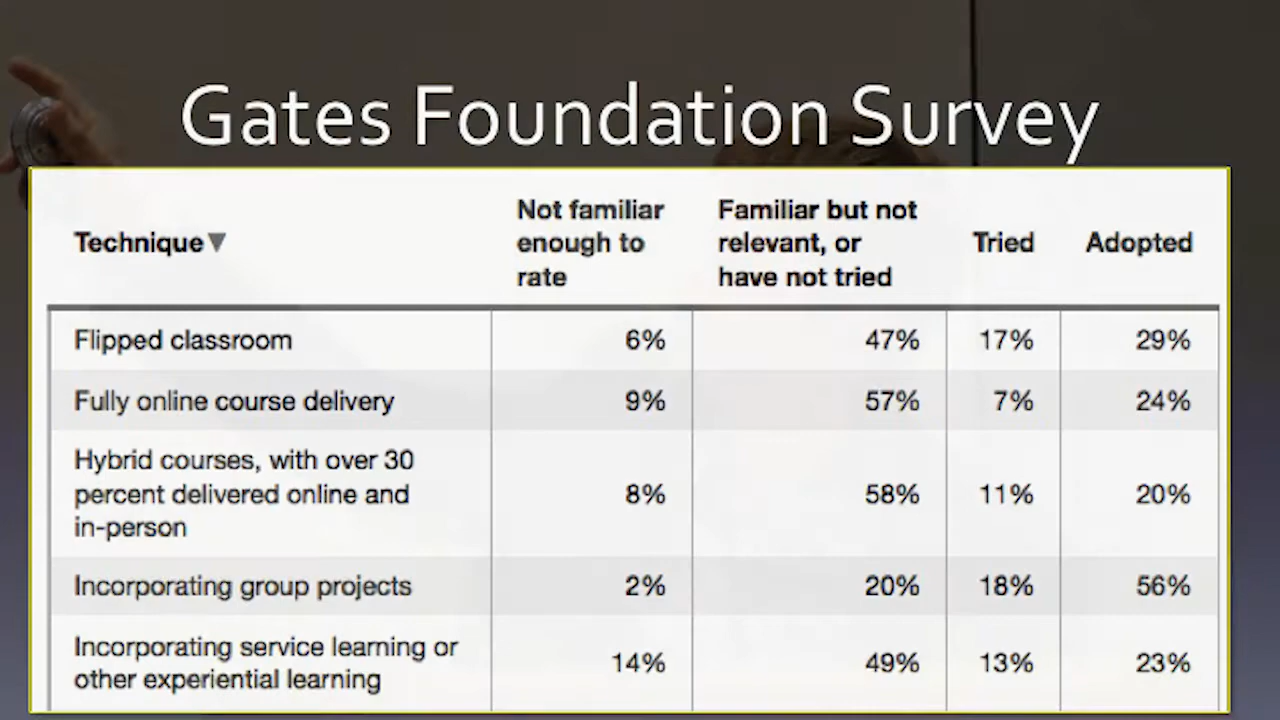 Gates Foundation Survey
Technique▼
Not familiar
enough to
rate
Familiar but not
relevant, or
have not tried
Tried
Adopted
Flipped classroom 6% 47% 17% 29%
Fully online course delivery 9% 57% 7% 24%
Hybrid courses, with over 30
percent delivered online and
in-person
8% 58% 11% 20%
Incorporating group projects 2% 20% 18% 56%
Incorporating service learning or
other experiential learning
14% 49% 13% 23%